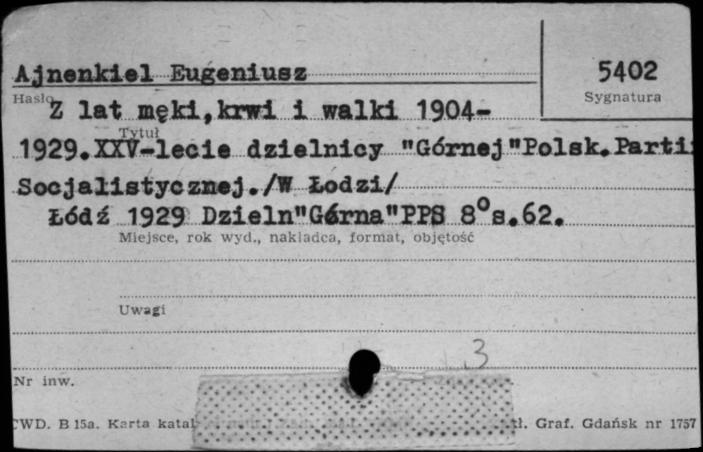 Ajnenkiel Eugeniusz
5402
Hasło
Sygnatura
Z lat męki,krwi i walki 1904-
Tytuł
1929.XXV-lecie dzielnicy "Górnej"Polsk.Parti
Socjalistycznej./W Łodzi/
Łódź 1929 Dzieln"Górna"PPS 8° s.62.
Miejsce, rok wyd., nakładca, format, objętość
Uwagi
3
Nr inw.
CWD. B 15a. Karta katal
ł. Graf. Gdańsk nr 1757